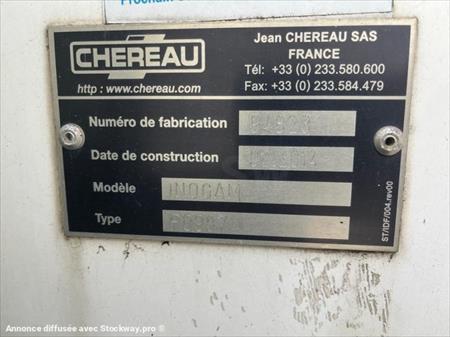 CHEREAU
http : www.chereau.com
Jean CHEREAU SAS
FRANCE
Tél: +33 (0) 233.580.600
Fax: +33 (0) 233.584.479
Numéro de fabrication
Date de construction
Modèle INOGAM
Type
ST/IDF/004.rev00
Annonce diffusée avec Stockway.pro ®